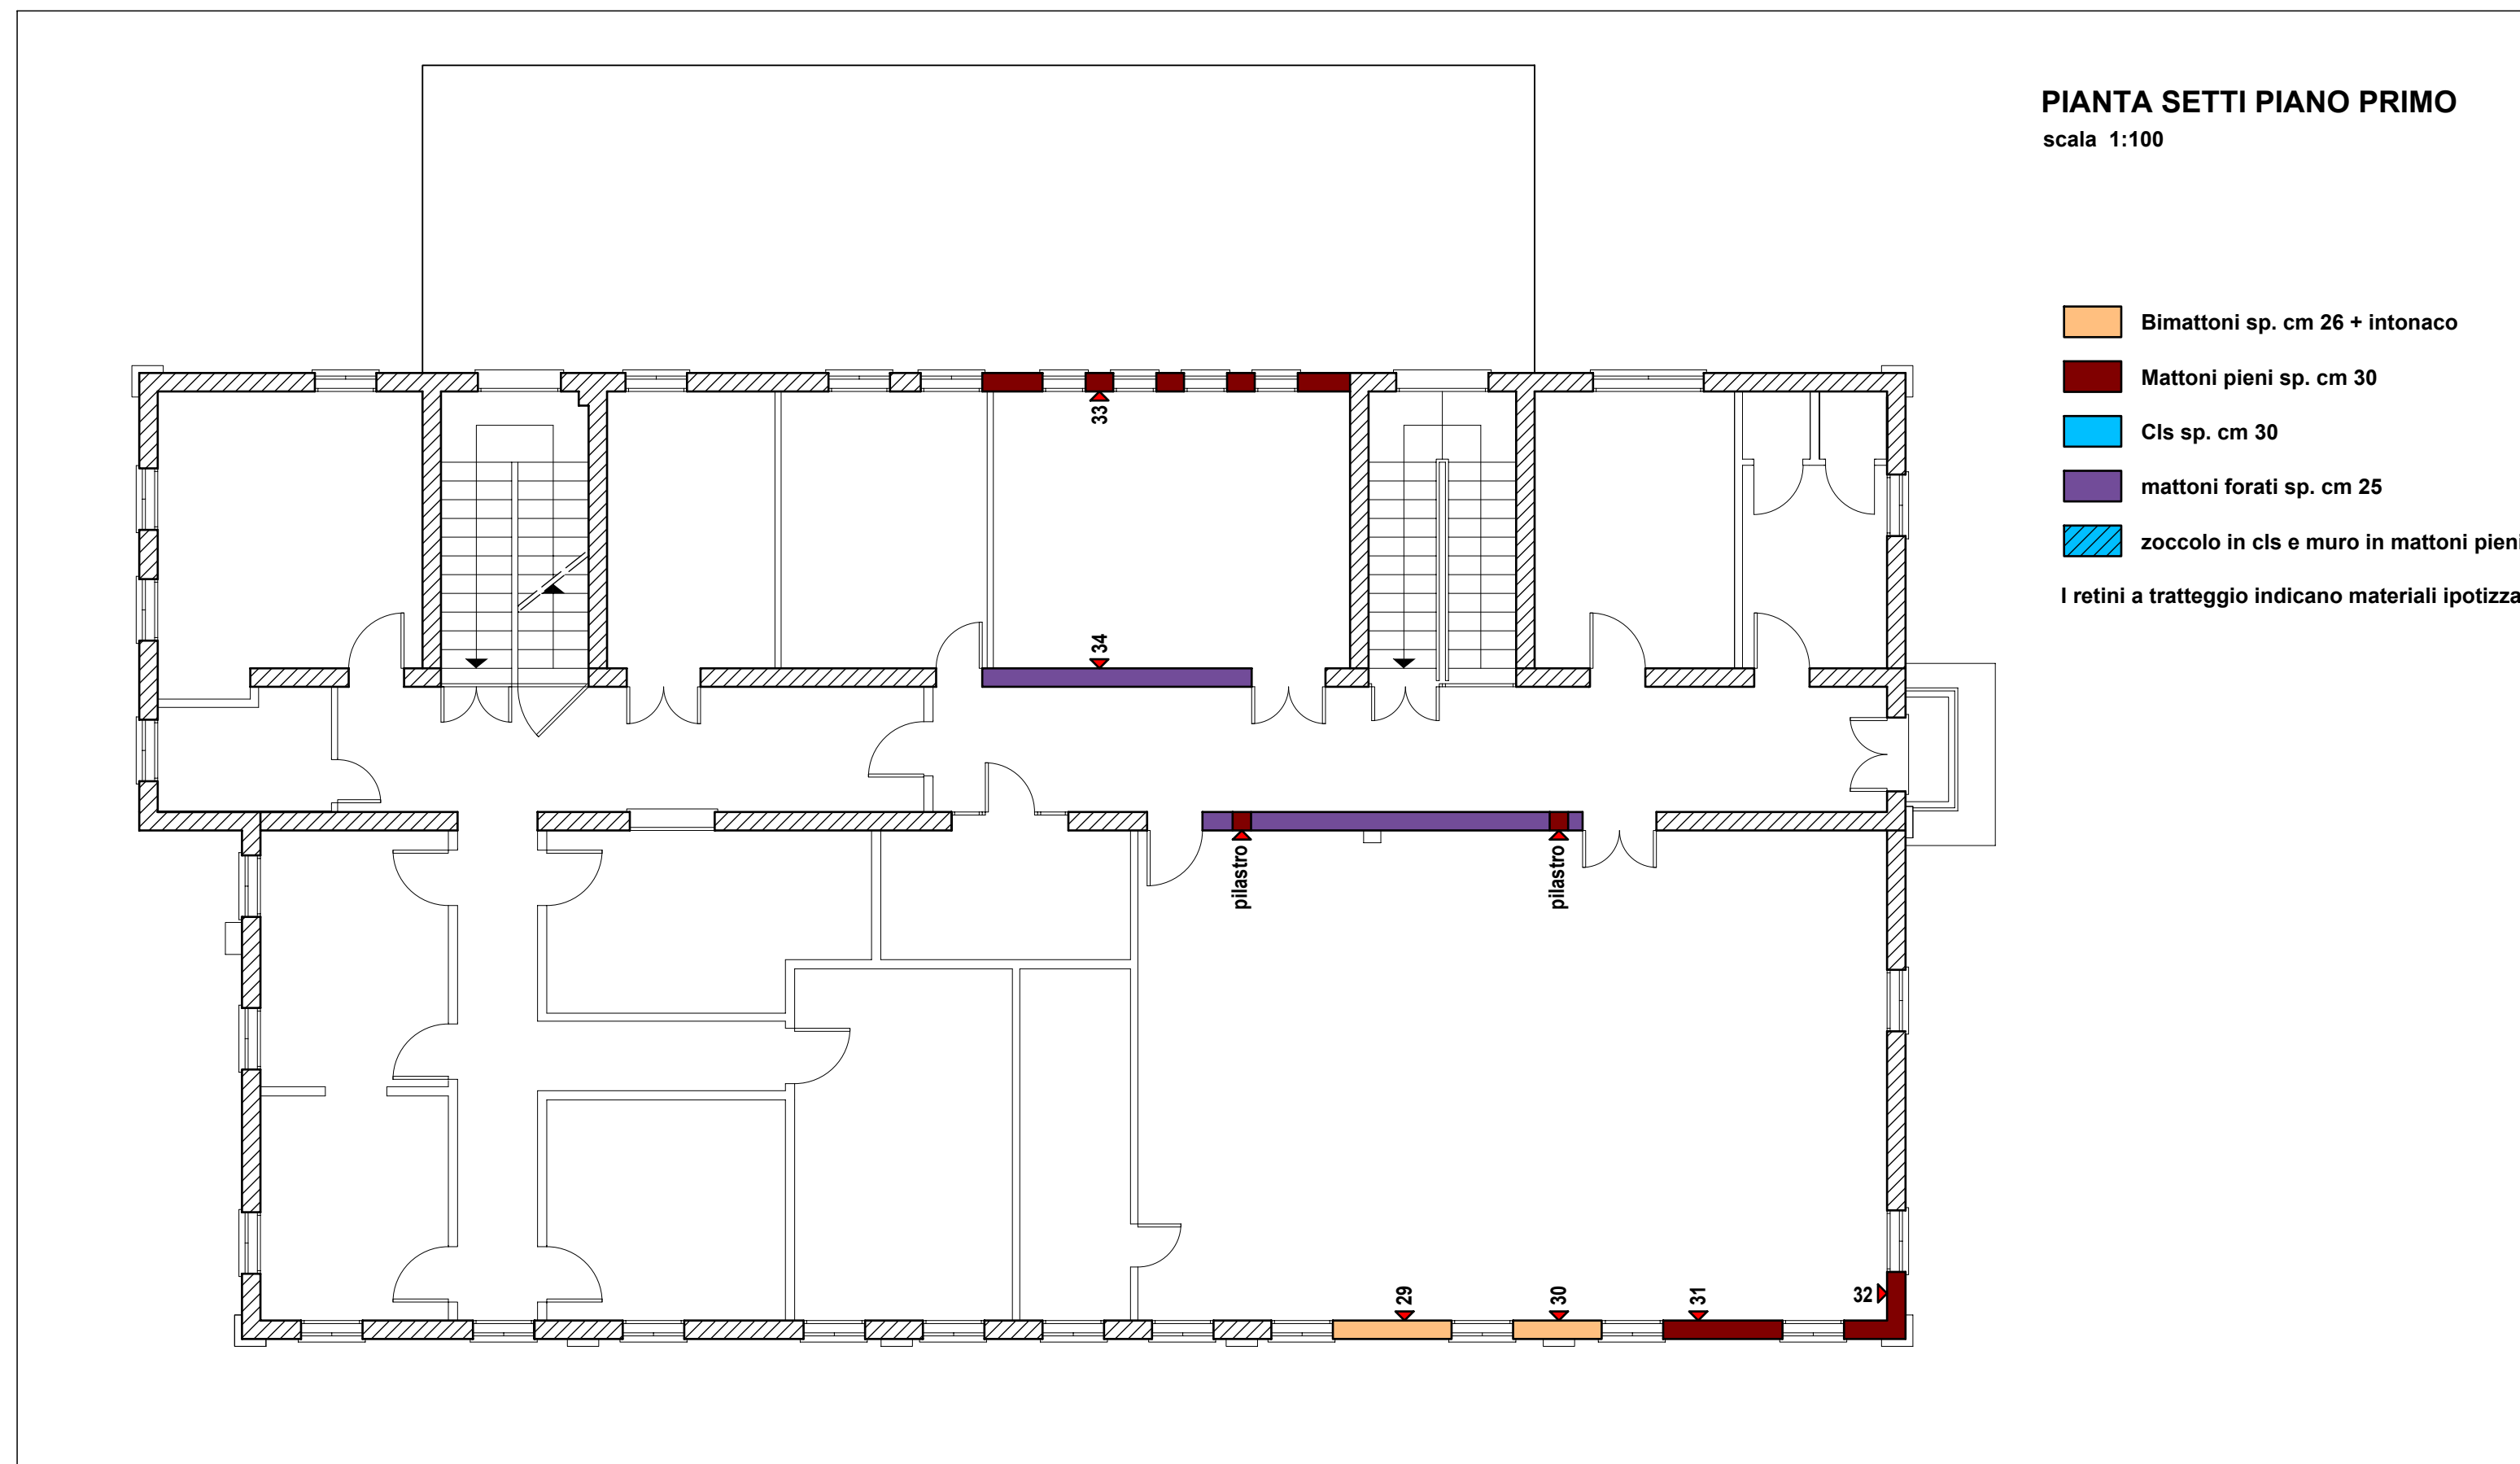 PIANTA SETTI PIANO PRIMO
scala 1:100
Bimattoni sp. cm 26 + intonaco
Mattoni pieni sp. cm 30
Cls sp. cm 30
mattoni forati sp. cm 25
zoccolo in cls e muro in mattoni pieni
I retini a tratteggio indicano materiali
33
34
pilastro
pilastro
29
30
31
32